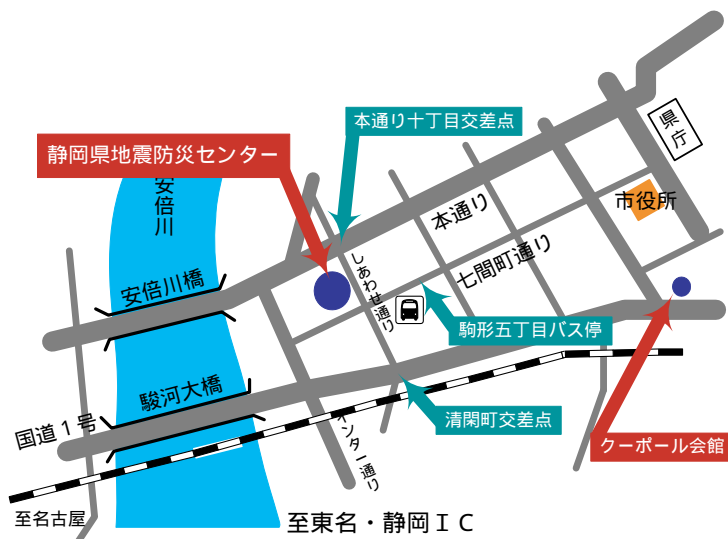 本通り十丁目交差点
県庁
静岡県地震防災センター
安倍川
市役所
本通り
しあわせ通り
七間町通り
安倍川橋
駒形五丁目バス停
駿河大橋
国道１号
清閑町交差点
インター通り
クーポール会館
至名古屋
至東名・静岡ＩＣ